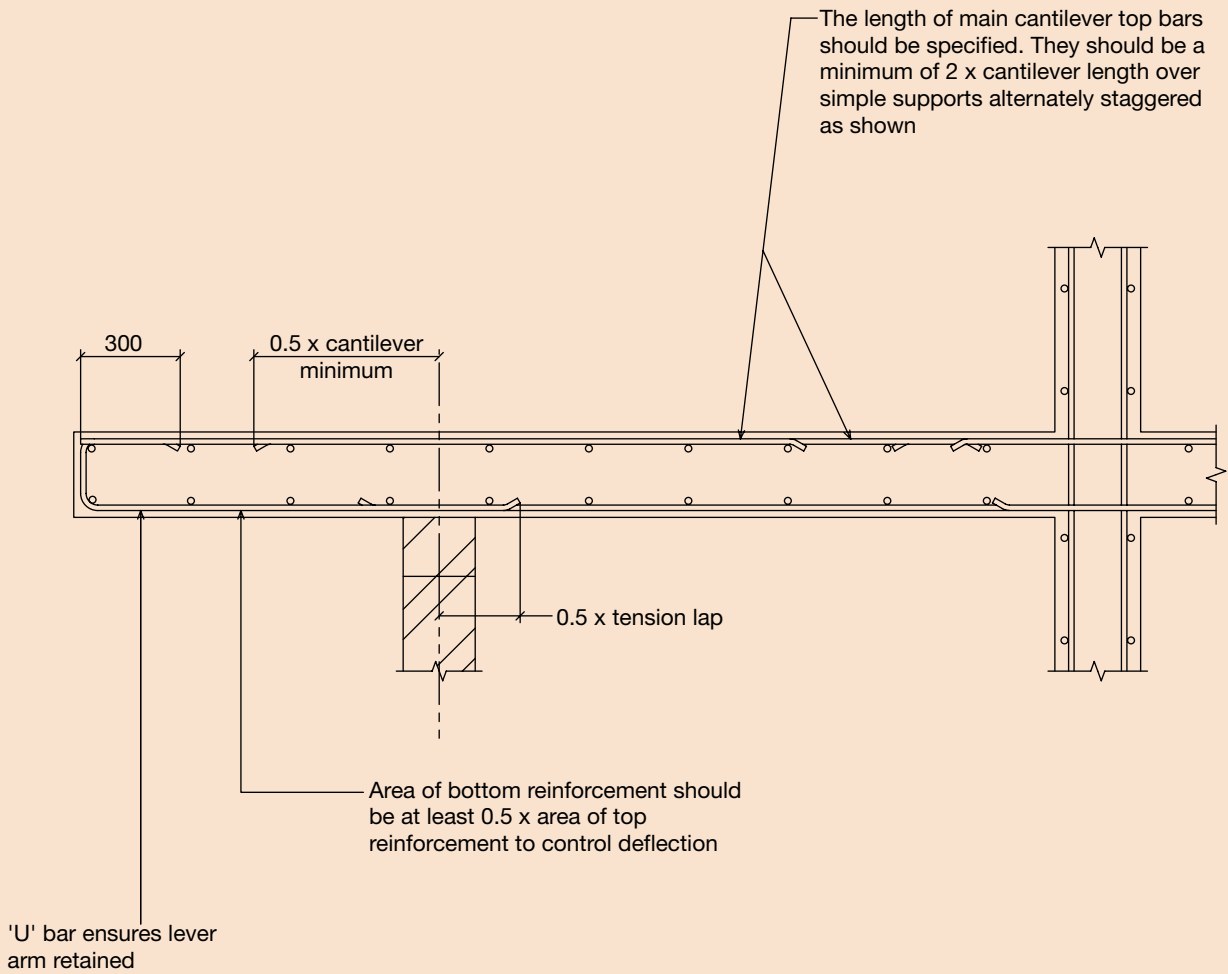 The length of main cantilever top bars
should be specified. They should be a
minimum of 2 x cantilever length over
simple supports alternately staggered
as shown
300
0.5 x cantilever
minimum
0.5 x tension lap
Area of bottom reinforcement should
be at least 0.5 x area of top
reinforcement to control deflection
'U' bar ensures lever
arm retained